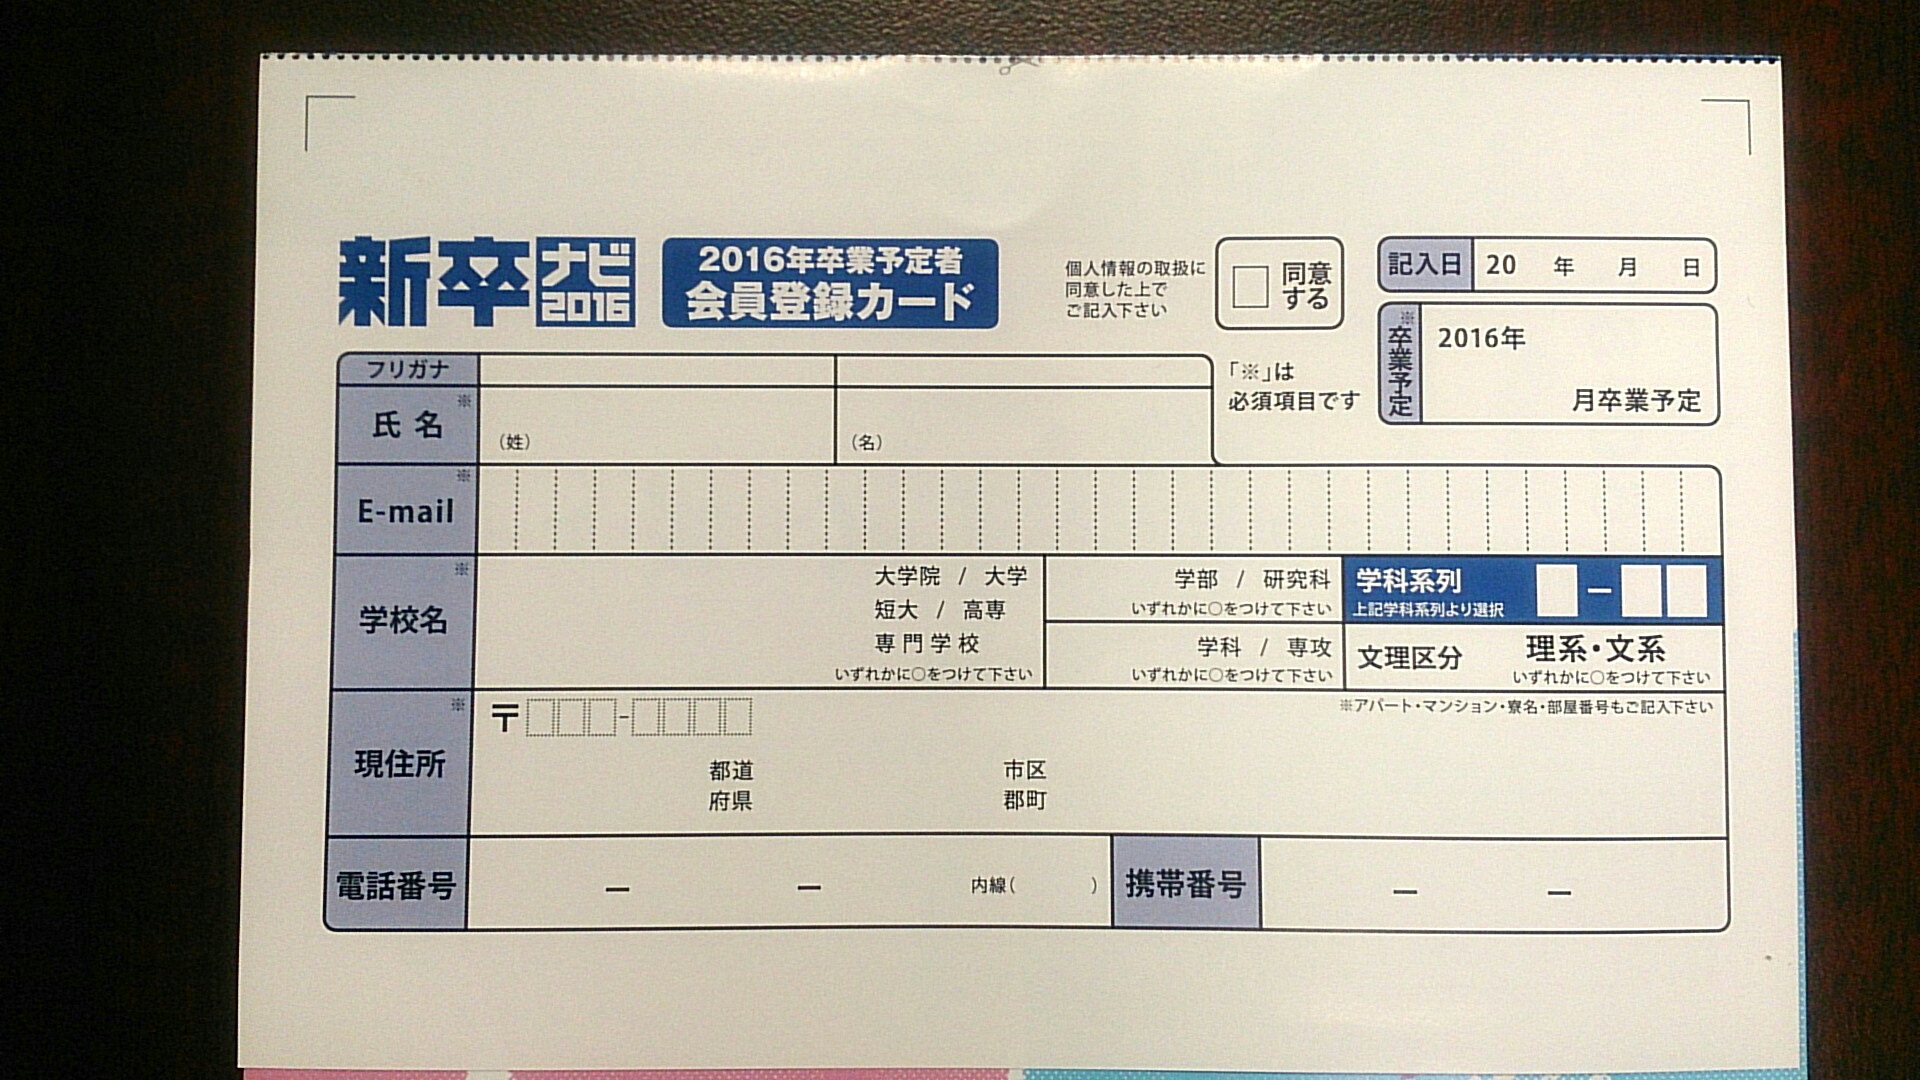 新卒ナビ2016
2016年卒業予定者
会員登録カード
個人情報の取扱に
同意した上で
ご記入下さい
同意
する
記入日 20 年 月 日
※卒業予定
2016年
月卒業予定
「※」は
必須項目です
フリガナ
氏名 ※
(姓) (名)
E-mail ※
学校名 ※
大学院 / 大学
短大 / 高専
専門学校
いずれかに○をつけて下さい
学部 / 研究科
いずれかに○をつけて下さい
学科 / 専攻
いずれかに○をつけて下さい
学科系列 ー
上記学科系列より選択
文理区分 理系・文系
いずれかに○をつけて下さい
現住所 ※
〒 -
※アパート・マンション・寮名・部屋番号もご記入下さい
都道 市区
府県 郡町
電話番号 ー ー 内線( )
携帯番号 ー ー